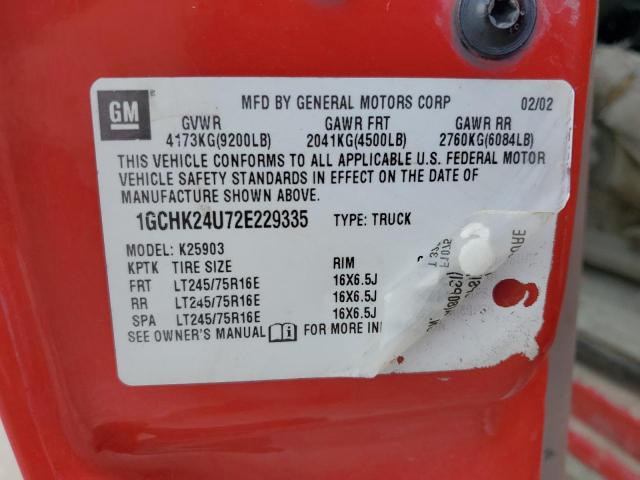 GM
MFD BY GENERAL MOTORS CORP 02/02
GVWR GAWR FRT GAWR RR
4173KG(9200LB) 2041KG(4500LB) 2760KG(6084LB)
THIS VEHICLE CONFORMS TO ALL APPLICABLE U.S. FEDERAL MOTOR
VEHICLE SAFETY STANDARDS IN EFFECT ON THE DATE OF
MANUFACTURE SHOWN ABOVE.
1GCHK24U72E229335 TYPE: TRUCK
MODEL: K25903
KPTK TIRE SIZE RIM
FRT LT245/75R16E 16X6.5J
RR LT245/75R16E 16X6.5J
SPA LT245/75R16E 16X6.5J
SEE OWNER'S MANUAL FOR MORE